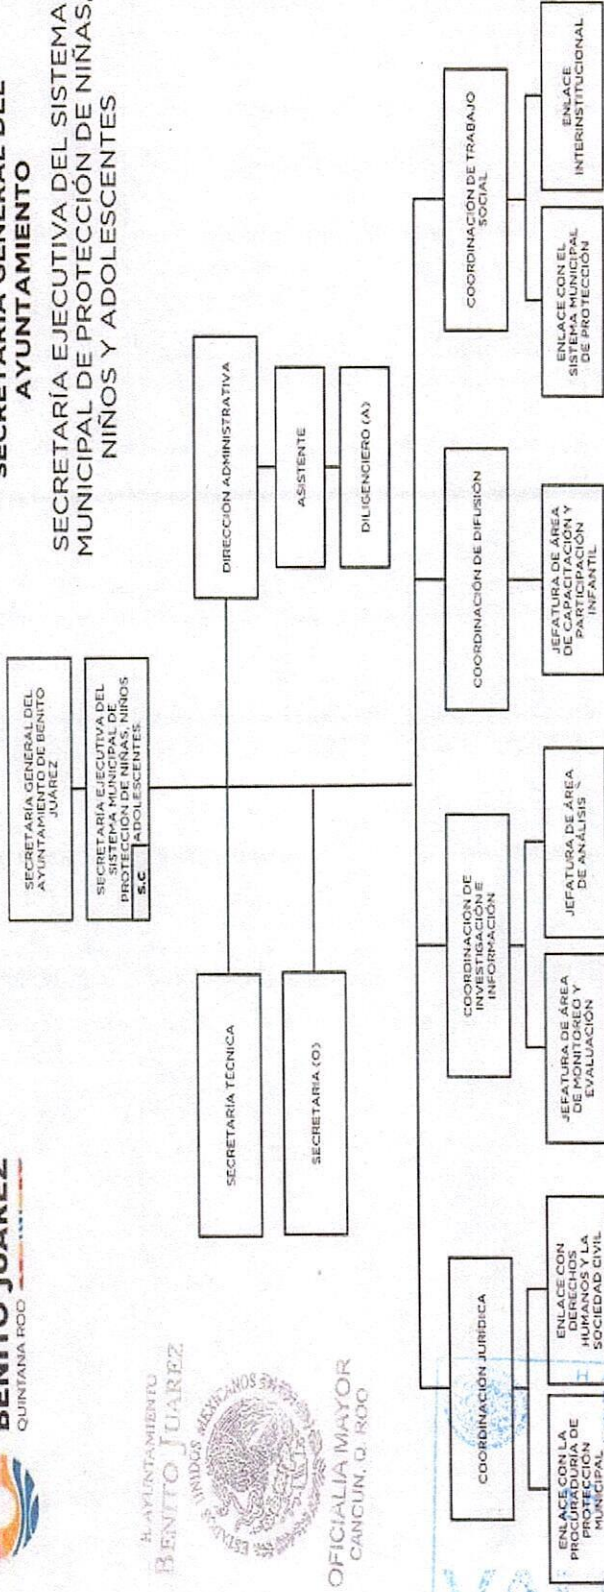 BENITO JUÁREZ
QUINTANA ROO
SECRETARÍA GENERAL DEL
AYUNTAMIENTO
SECRETARÍA EJECUTIVA DEL SISTEMA
MUNICIPAL DE PROTECCIÓN DE NIÑAS,
NIÑOS Y ADOLESCENTES
H. AYUNTAMIENTO
BENITO JUAREZ
ESTADOS UNIDOS MEXICANOS
OFICIALIA MAYOR
CANCUN, Q. ROO
SECRETARÍA GENERAL DEL
AYUNTAMIENTO DE BENITO
JUÁREZ
SECRETARÍA EJECUTIVA DEL
SISTEMA MUNICIPAL DE
PROTECCIÓN DE NIÑAS, NIÑOS
ADOLESCENTES
S.C
SECRETARÍA TÉCNICA
DIRECCIÓN ADMINISTRATIVA
SECRETARIA (O)
ASISTENTE
DILIGENCIERO (A)
COORDINACIÓN JURÍDICA
COORDINACIÓN DE
INVESTIGACIÓN E
INFORMACIÓN
COORDINACIÓN DE DIFUSIÓN
COORDINACIÓN DE TRABAJO
SOCIAL
ENLACE CON LA
PROCURADURÍA DE
PROTECCIÓN
MUNICIPAL
ENLACE CON
DERECHOS
HUMANOS Y LA
SOCIEDAD CIVIL
JEFATURA DE ÁREA
DE MONITOREO Y
EVALUACIÓN
JEFATURA DE ÁREA
DE ANÁLISIS
JEFATURA DE ÁREA
DE CAPACITACIÓN Y
PARTICIPACIÓN
INFANTIL
ENLACE CON EL
SISTEMA MUNICIPAL
DE PROTECCIÓN
ENLACE
INTERINSTITUCIONAL